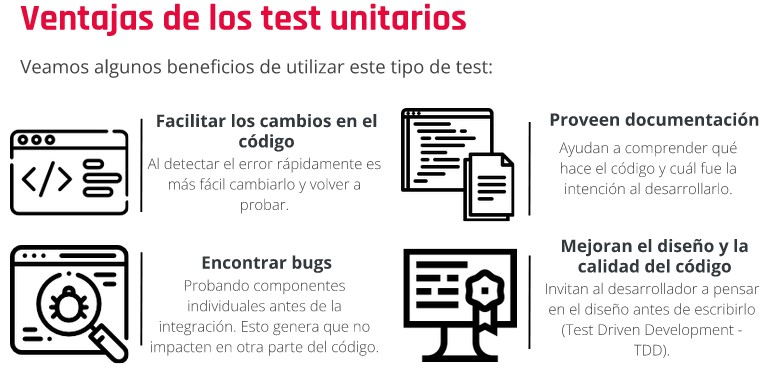 Ventajas de los test unitarios
Veamos algunos beneficios de utilizar este tipo de test:
Facilitar los cambios en el
código
Al detectar el error rápidamente es
más fácil cambiarlo y volver a
probar.
Proveen documentación
Ayudan a comprender qué
hace el código y cuál fue la
intención al desarrollarlo.
Encontrar bugs
Probando componentes
individuales antes de la
integración. Esto genera que no
impacten en otra parte del código.
Mejoran el diseño y la
calidad del código
Invitan al desarrollador a pensar
en el diseño antes de escribirlo
(Test Driven Development -
TDD).